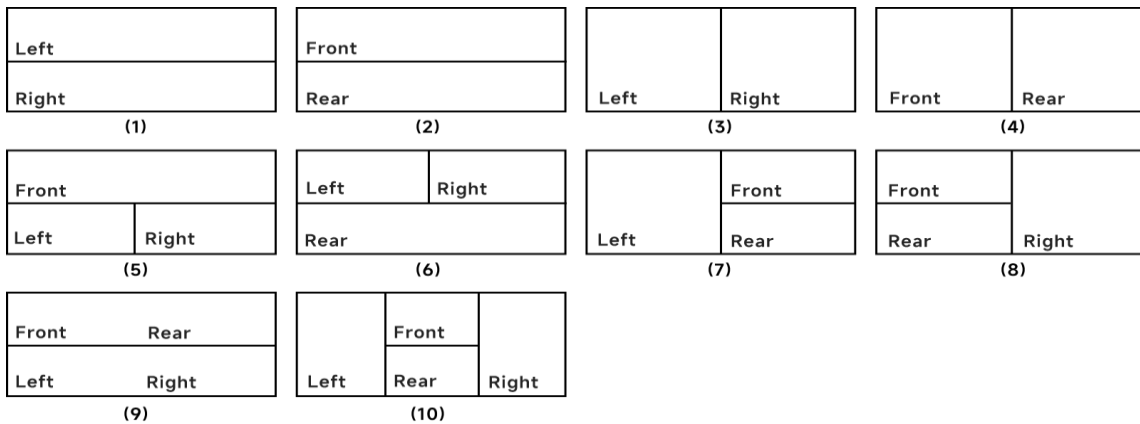 Left
Right
(1)
Front
Rear
(2)
Left Right
(3)
Front Rear
(4)
Front
Left Right
(5)
Left Right
Rear
(6)
Front
Left Rear
(7)
Front
Rear Right
(8)
Front Rear
Left Right
(9)
Front
Left Rear Right
(10)